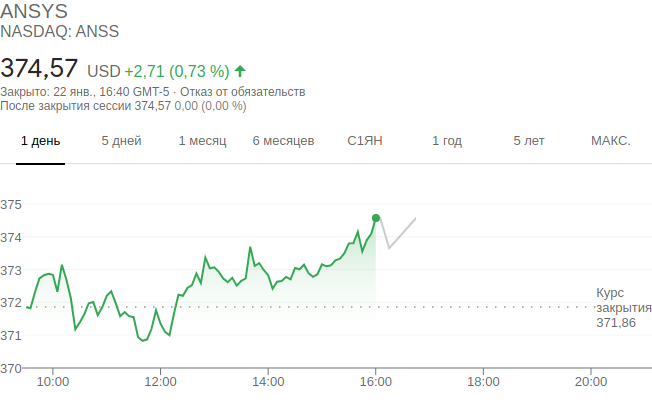 ANSYS
NASDAQ: ANSS
374,57 USD +2,71 (0,73 %)
Закрыто: 22 янв., 16:40 GMT-5 · Отказ от обязательств
После закрытия сессии 374,57 0,00 (0,00 %)
1 день 5 дней 1 месяц 6 месяцев С1ЯН 1 год 5 лет МАКС.
375
374
373
372
371
370
Курс
закрытия
371,86
10:00 12:00 14:00 16:00 18:00 20:00